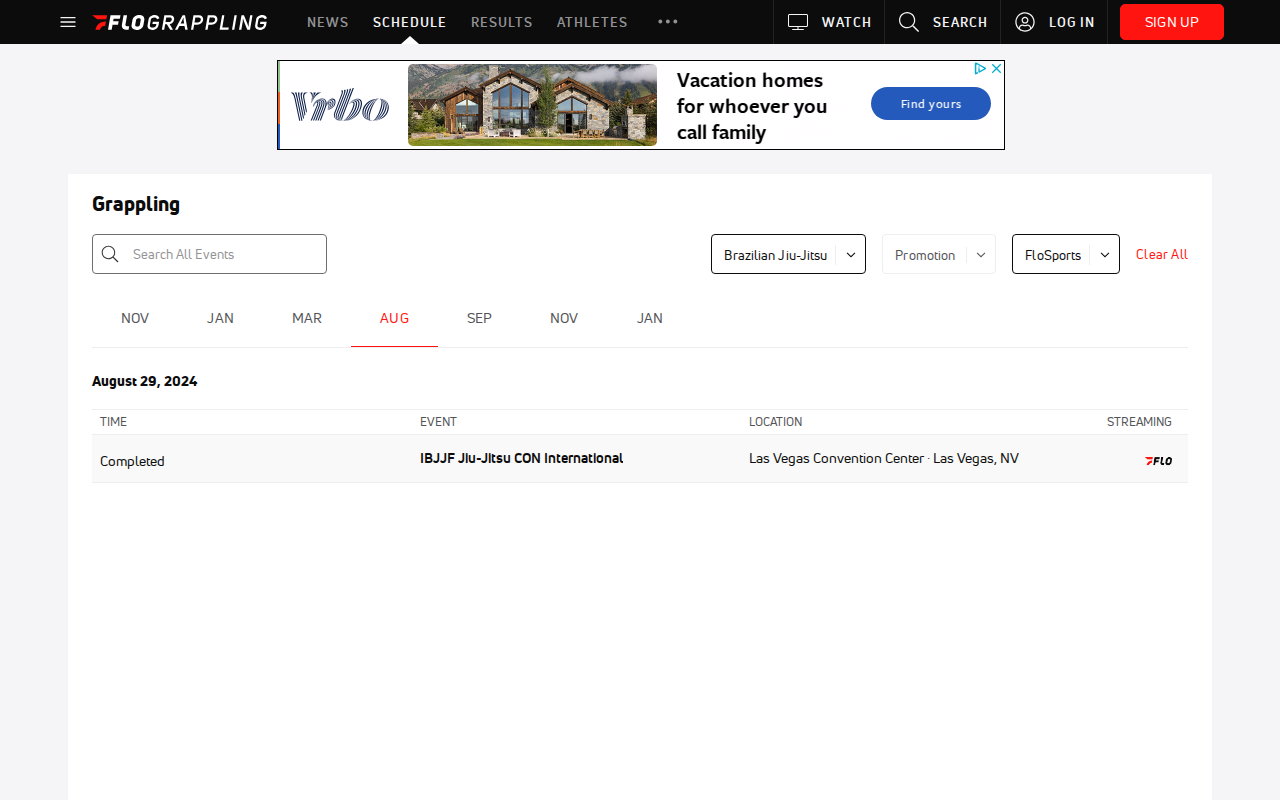 FLOGRAPPLING NEWS SCHEDULE RESULTS ATHLETES WATCH SEARCH LOG IN SIGN UP
Vrbo
Vacation homes
for whoever you
call family
Find yours
Grappling
Search All Events
Brazilian Jiu-Jitsu
Promotion
FloSports
Clear All
NOV JAN MAR AUG SEP NOV JAN
August 29, 2024
TIME EVENT LOCATION STREAMING
Completed IBJJF Jiu-Jitsu CON International Las Vegas Convention Center · Las Vegas, NV FLO